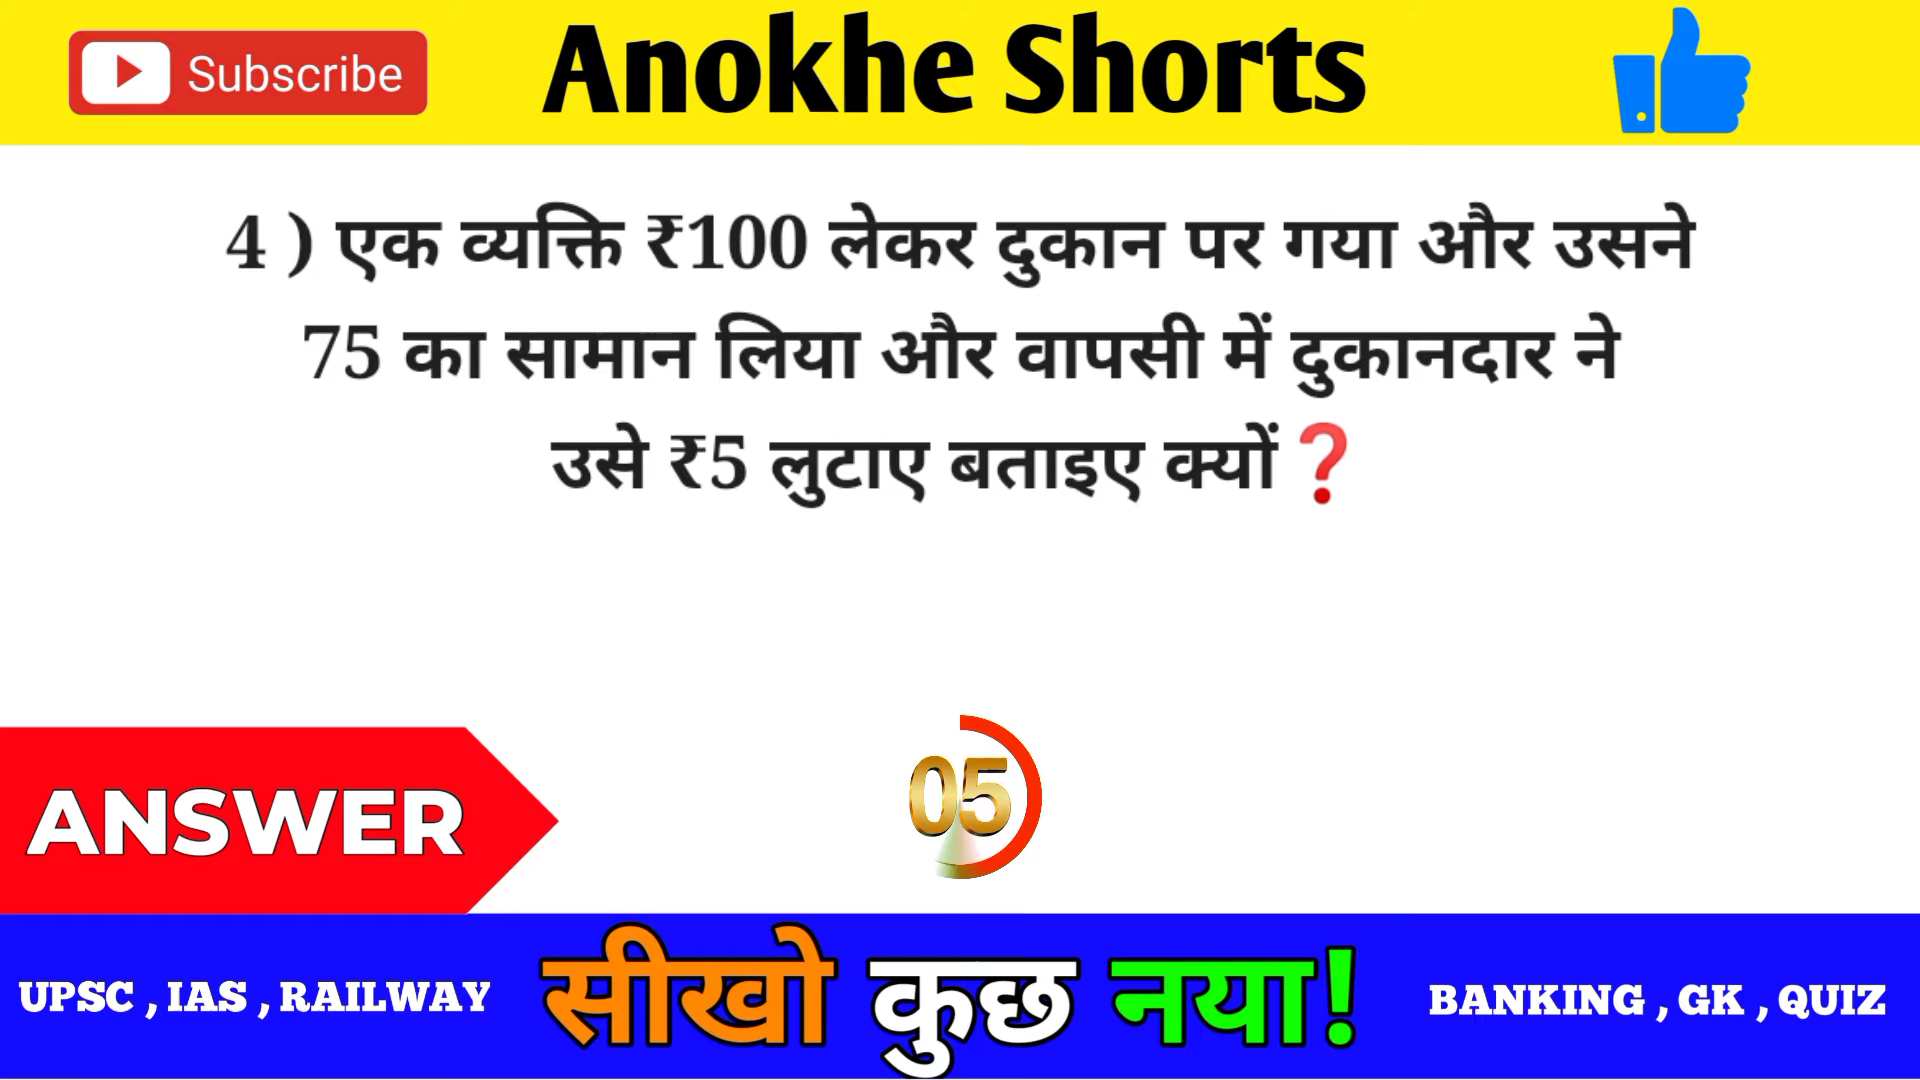 Subscribe
Anokhe Shorts
4 ) एक व्यक्ति ₹100 लेकर दुकान पर गया और उसने
75 का सामान लिया और वापसी में दुकानदार ने
उसे ₹5 लुटाए बताइए क्यों❓
ANSWER
05
UPSC , IAS , RAILWAY
सीखो कुछ नया!
BANKING , GK , QUIZ